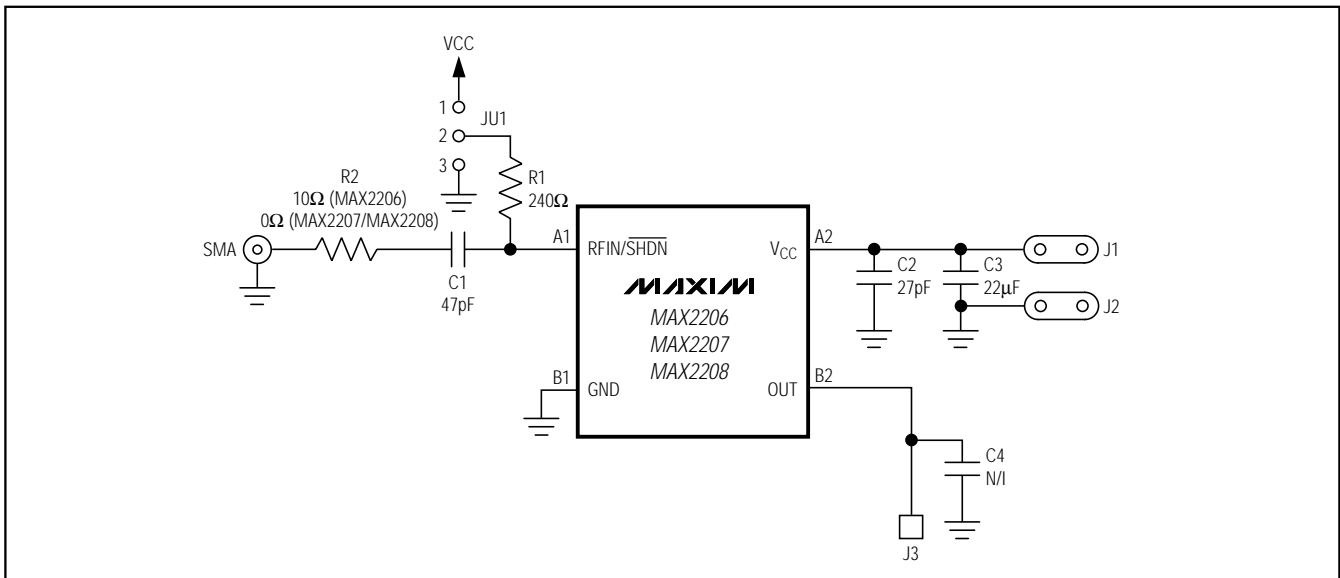 VCC
1
JU1
2
3
R2
10Ω (MAX2206)
0Ω (MAX2207/MAX2208)
R1
240Ω
SMA
C1
47pF
A1
RFIN/SHDN
VCC
A2
MAXIM
MAX2206
MAX2207
MAX2208
C2
27pF
C3
22μF
J1
J2
B1
GND
OUT
B2
C4
N/I
J3